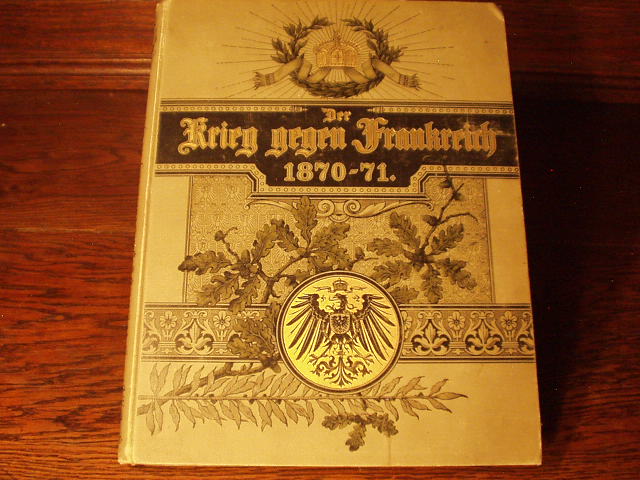 Der
Krieg gegen Frankreich
1870-71.